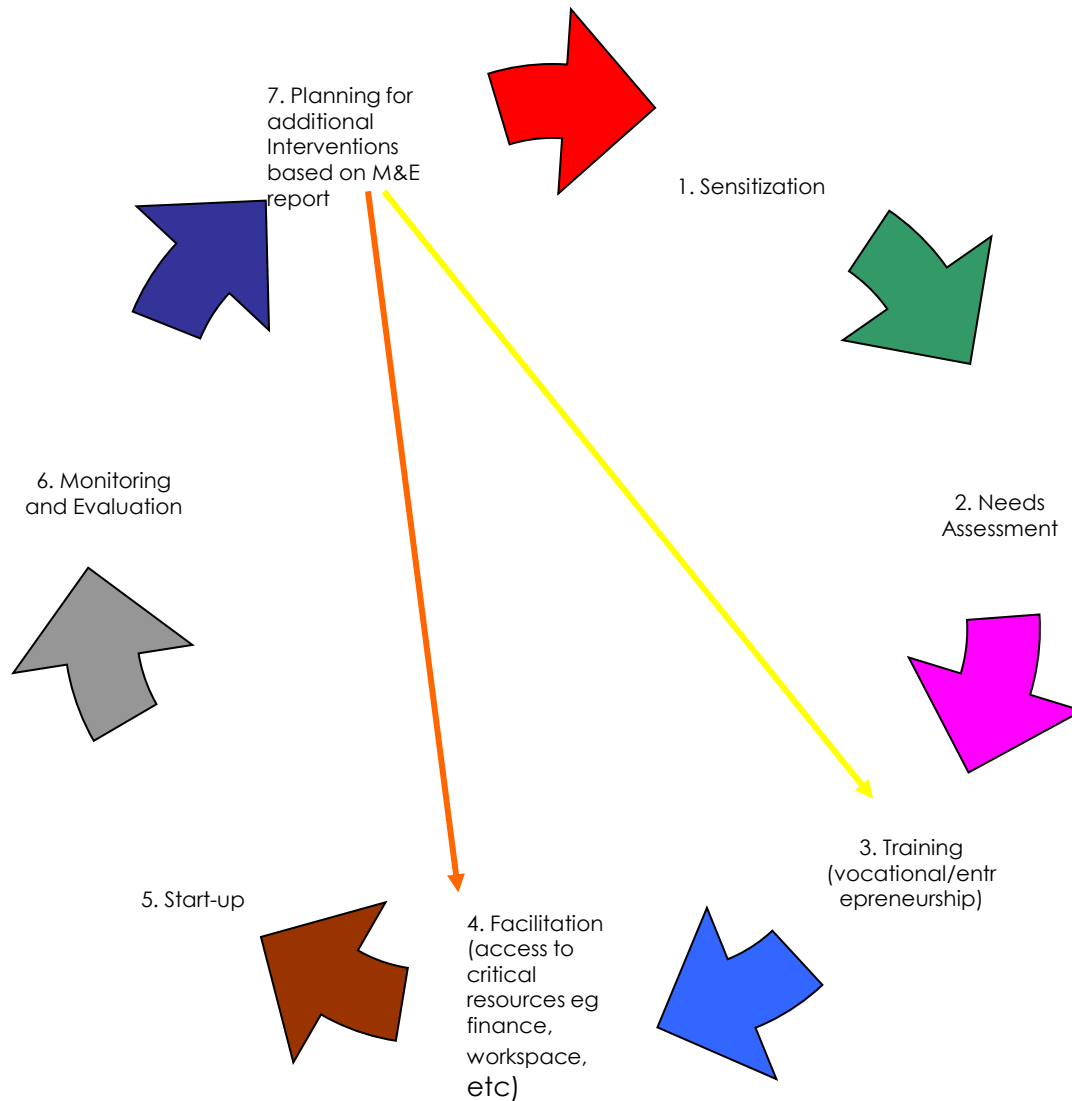 7. Planning for
additional
Interventions
based on M&E
report
1. Sensitization
2. Needs
Assessment
3. Training
(vocational/entr
epreneurship)
4. Facilitation
(access to
critical
resources eg
finance,
workspace,
etc)
5. Start-up
6. Monitoring
and Evaluation